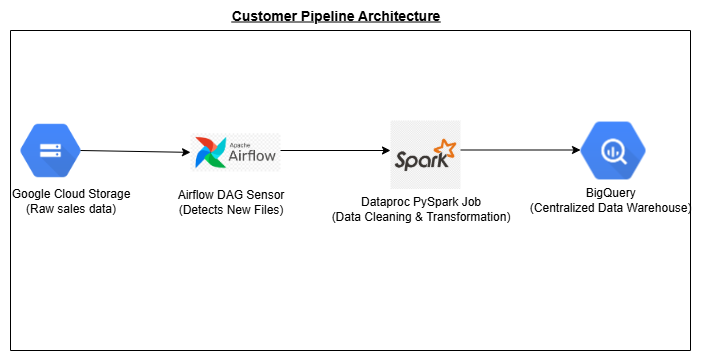 Customer Pipeline Architecture
Apache
Airflow
Spark
Google Cloud Storage
(Raw sales data)
Airflow DAG Sensor
(Detects New Files)
Dataproc PySpark Job
(Data Cleaning & Transformation)
BigQuery
(Centralized Data Warehouse)